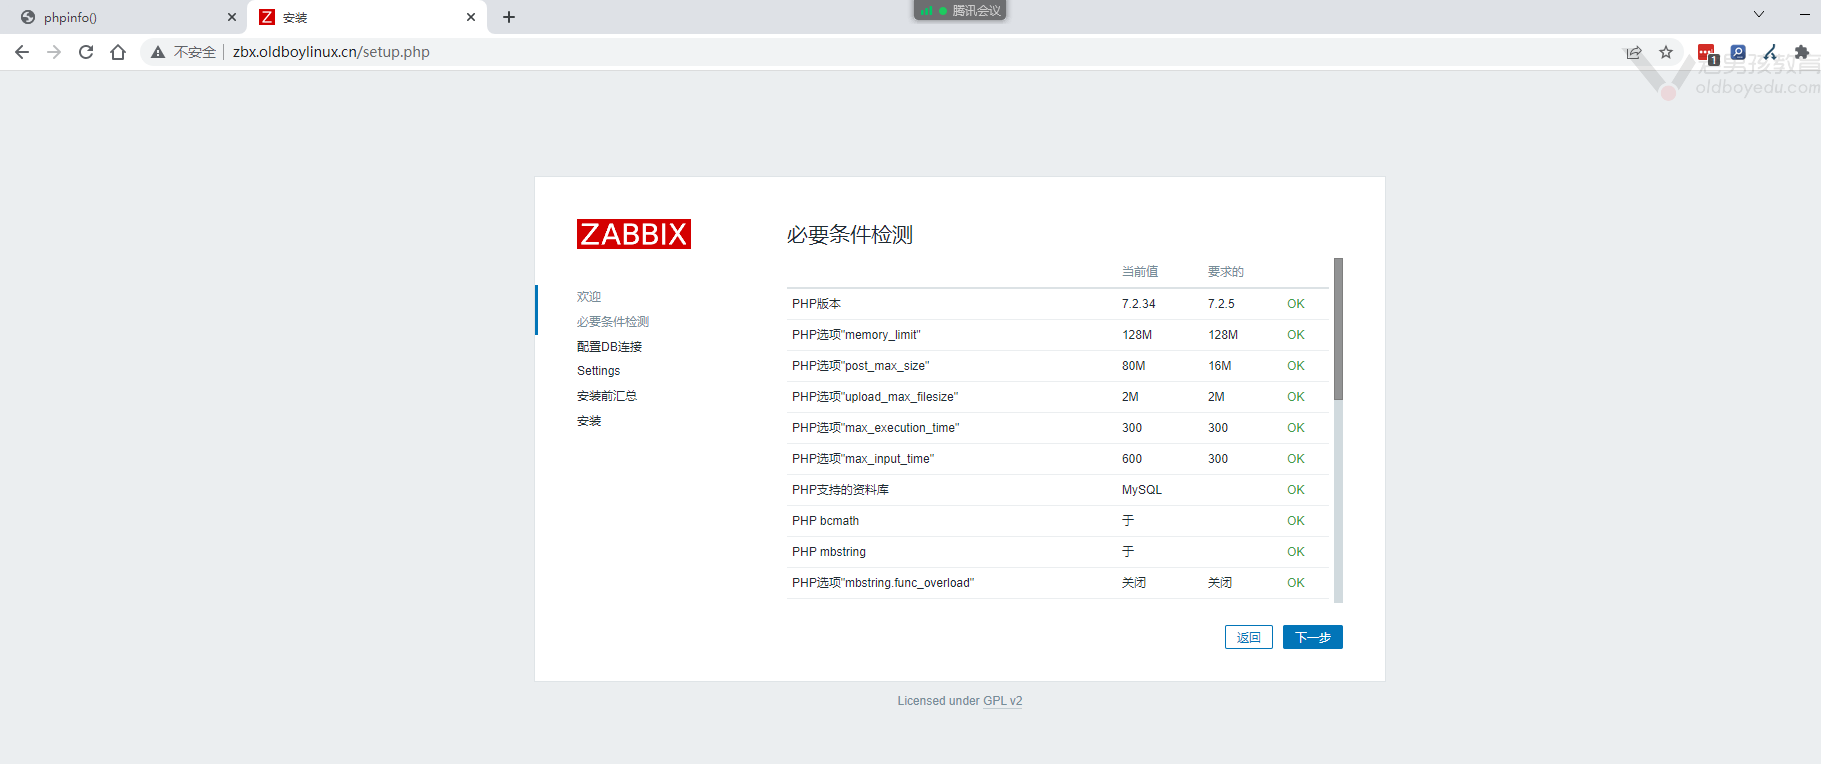 phpinfo()
安装
腾讯会议
不安全 zbx.oldboylinux.cn/setup.php
1
老男孩教育
oldboyedu.com
ZABBIX
必要条件检测
当前值 要求的
欢迎
必要条件检测
配置DB连接
Settings
安装前汇总
安装
PHP版本 7.2.34 7.2.5 OK
PHP选项"memory_limit" 128M 128M OK
PHP选项"post_max_size" 80M 16M OK
PHP选项"upload_max_filesize" 2M 2M OK
PHP选项"max_execution_time" 300 300 OK
PHP选项"max_input_time" 600 300 OK
PHP支持的资料库 MySQL OK
PHP bcmath 于 OK
PHP mbstring 于 OK
PHP选项"mbstring.func_overload" 关闭 关闭 OK
返回 下一步
Licensed under GPL v2